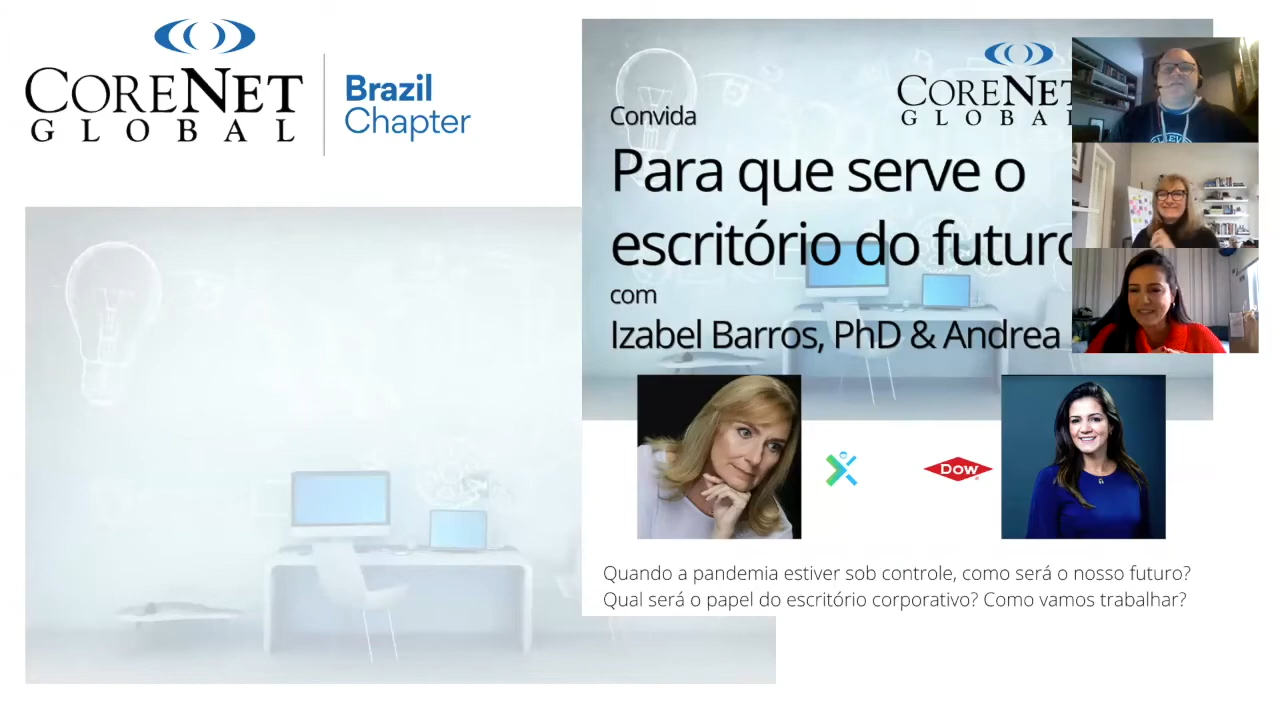 CORENET
GLOBAL
Brazil
Chapter
CORENET
GLOBAL
Convida
Para que serve o
escritório do futuro
com
Izabel Barros, PhD & Andrea
DOW
Quando a pandemia estiver sob controle, como será o nosso futuro?
Qual será o papel do escritório corporativo? Como vamos trabalhar?